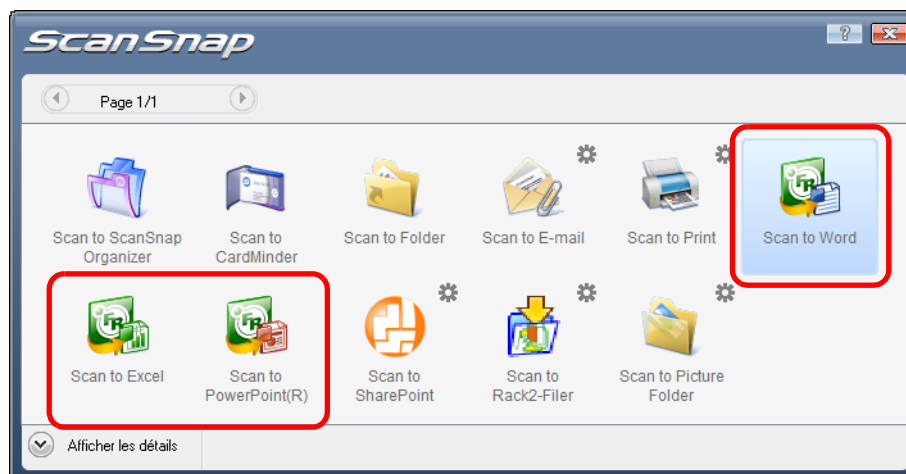 ScanSnap
Page 1/1
Scan to ScanSnap
Organizer
Scan to
CardMinder
Scan to Folder
Scan to E-mail
Scan to Print
Scan to Word
Scan to Excel
Scan to
PowerPoint(R)
Scan to
SharePoint
Scan to
Rack2-Filer
Scan to Picture
Folder
Afficher les détails